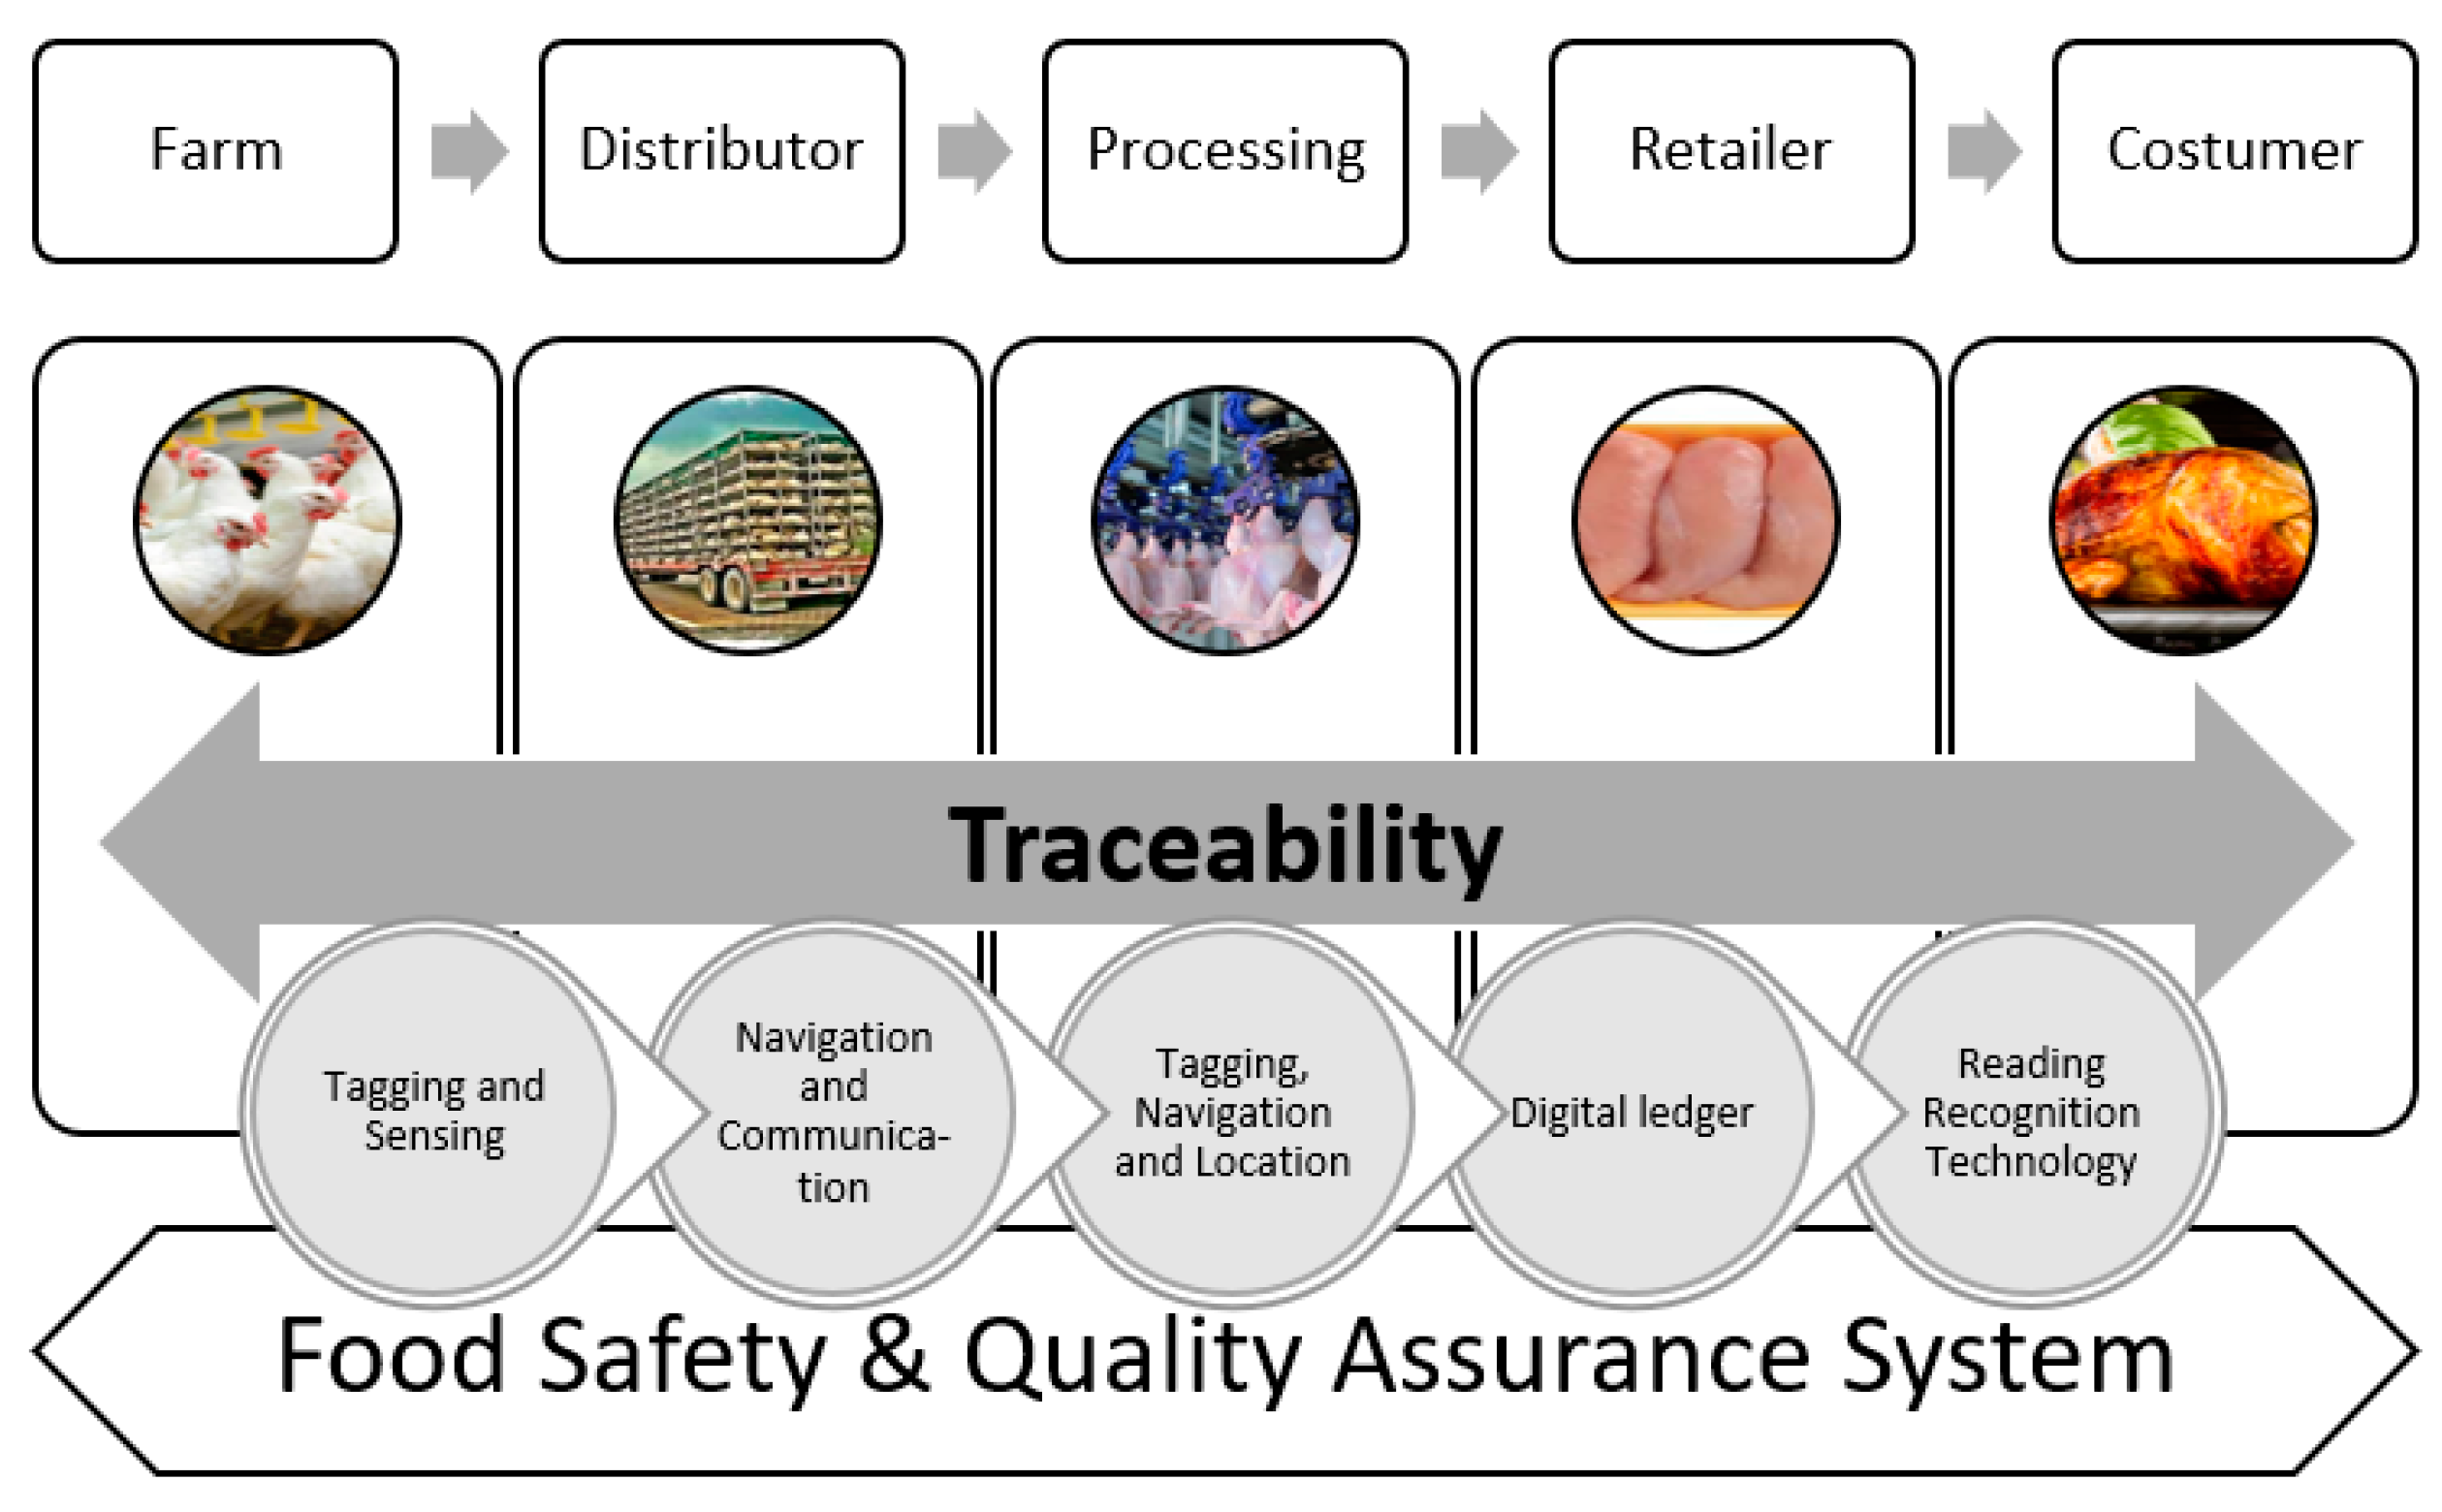 Farm
Distributor
Processing
Retailer
Costumer
Traceability
Tagging and
Sensing
Navigation
and
Communica-
tion
Tagging,
Navigation
and Location
Digital ledger
Reading
Recognition
Technology
Food Safety & Quality Assurance System